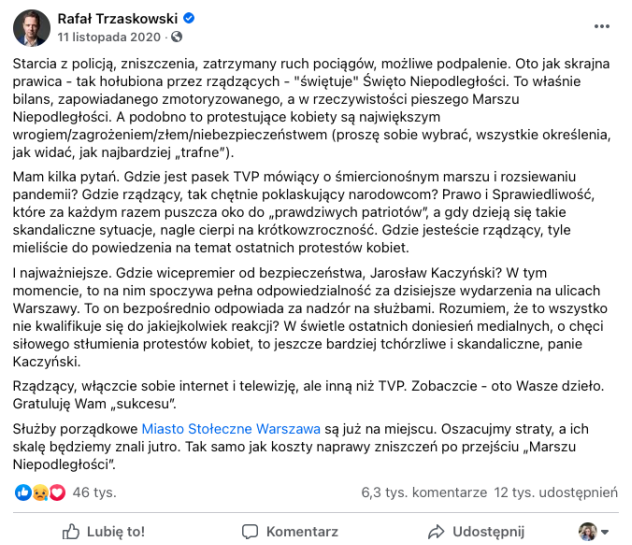 Rafał Trzaskowski
11 listopada 2020 ·
Starcia z policją, zniszczenia, zatrzymany ruch pociągów, możliwe podpalenie. Oto jak skrajna
prawica - tak hołubiona przez rządzących - "świętuje" Święto Niepodległości. To właśnie
bilans, zapowiadanego zmotoryzowanego, a w rzeczywistości pieszego Marszu
Niepodległości. A podobno to protestujące kobiety są największym
wrogiem/zagrożeniem/złem/niebezpieczeństwem (proszę sobie wybrać, wszystkie określenia,
jak widać, jak najbardziej „trafne”).
Mam kilka pytań. Gdzie jest pasek TVP mówiący o śmiercionośnym marszu i rozsiewaniu
pandemii? Gdzie rządzący, tak chętnie poklaskujący narodowcom? Prawo i Sprawiedliwość,
które za każdym razem puszcza oko do „prawdziwych patriotów”, a gdy dzieją się takie
skandaliczne sytuacje, nagle cierpi na krótkowzroczność. Gdzie jesteście rządzący, tyle
mieliście do powiedzenia na temat ostatnich protestów kobiet.
I najważniejsze. Gdzie wicepremier od bezpieczeństwa, Jarosław Kaczyński? W tym
momencie, to na nim spoczywa pełna odpowiedzialność za dzisiejsze wydarzenia na ulicach
Warszawy. To on bezpośrednio odpowiada za nadzór na służbami. Rozumiem, że to wszystko
nie kwalifikuje się do jakiejkolwiek reakcji? W świetle ostatnich doniesień medialnych, o chęci
siłowego stłumienia protestów kobiet, to jeszcze bardziej tchórzliwe i skandaliczne, panie
Kaczyński.
Rządzący, włączcie sobie internet i telewizję, ale inną niż TVP. Zobaczcie - oto Wasze dzieło.
Gratuluję Wam „sukcesu”.
Służby porządkowe Miasto Stołeczne Warszawa są już na miejscu. Oszacujmy straty, a ich
skalę będziemy znali jutro. Tak samo jak koszty naprawy zniszczeń po przejściu „Marszu
Niepodległości”.
46 tys. 6,3 tys. komentarze 12 tys. udostępnień
Lubię to! Komentarz Udostępnij